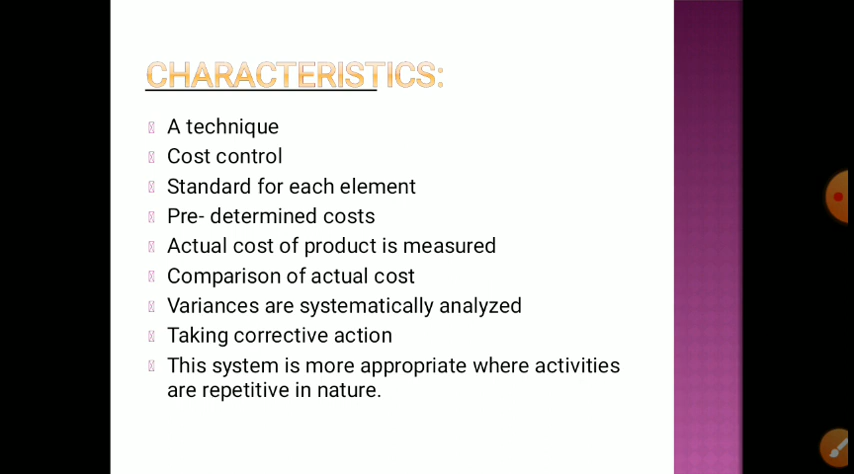 CHARACTERISTICS:
A technique
Cost control
Standard for each element
Pre- determined costs
Actual cost of product is measured
Comparison of actual cost
Variances are systematically analyzed
Taking corrective action
This system is more appropriate where activities
are repetitive in nature.